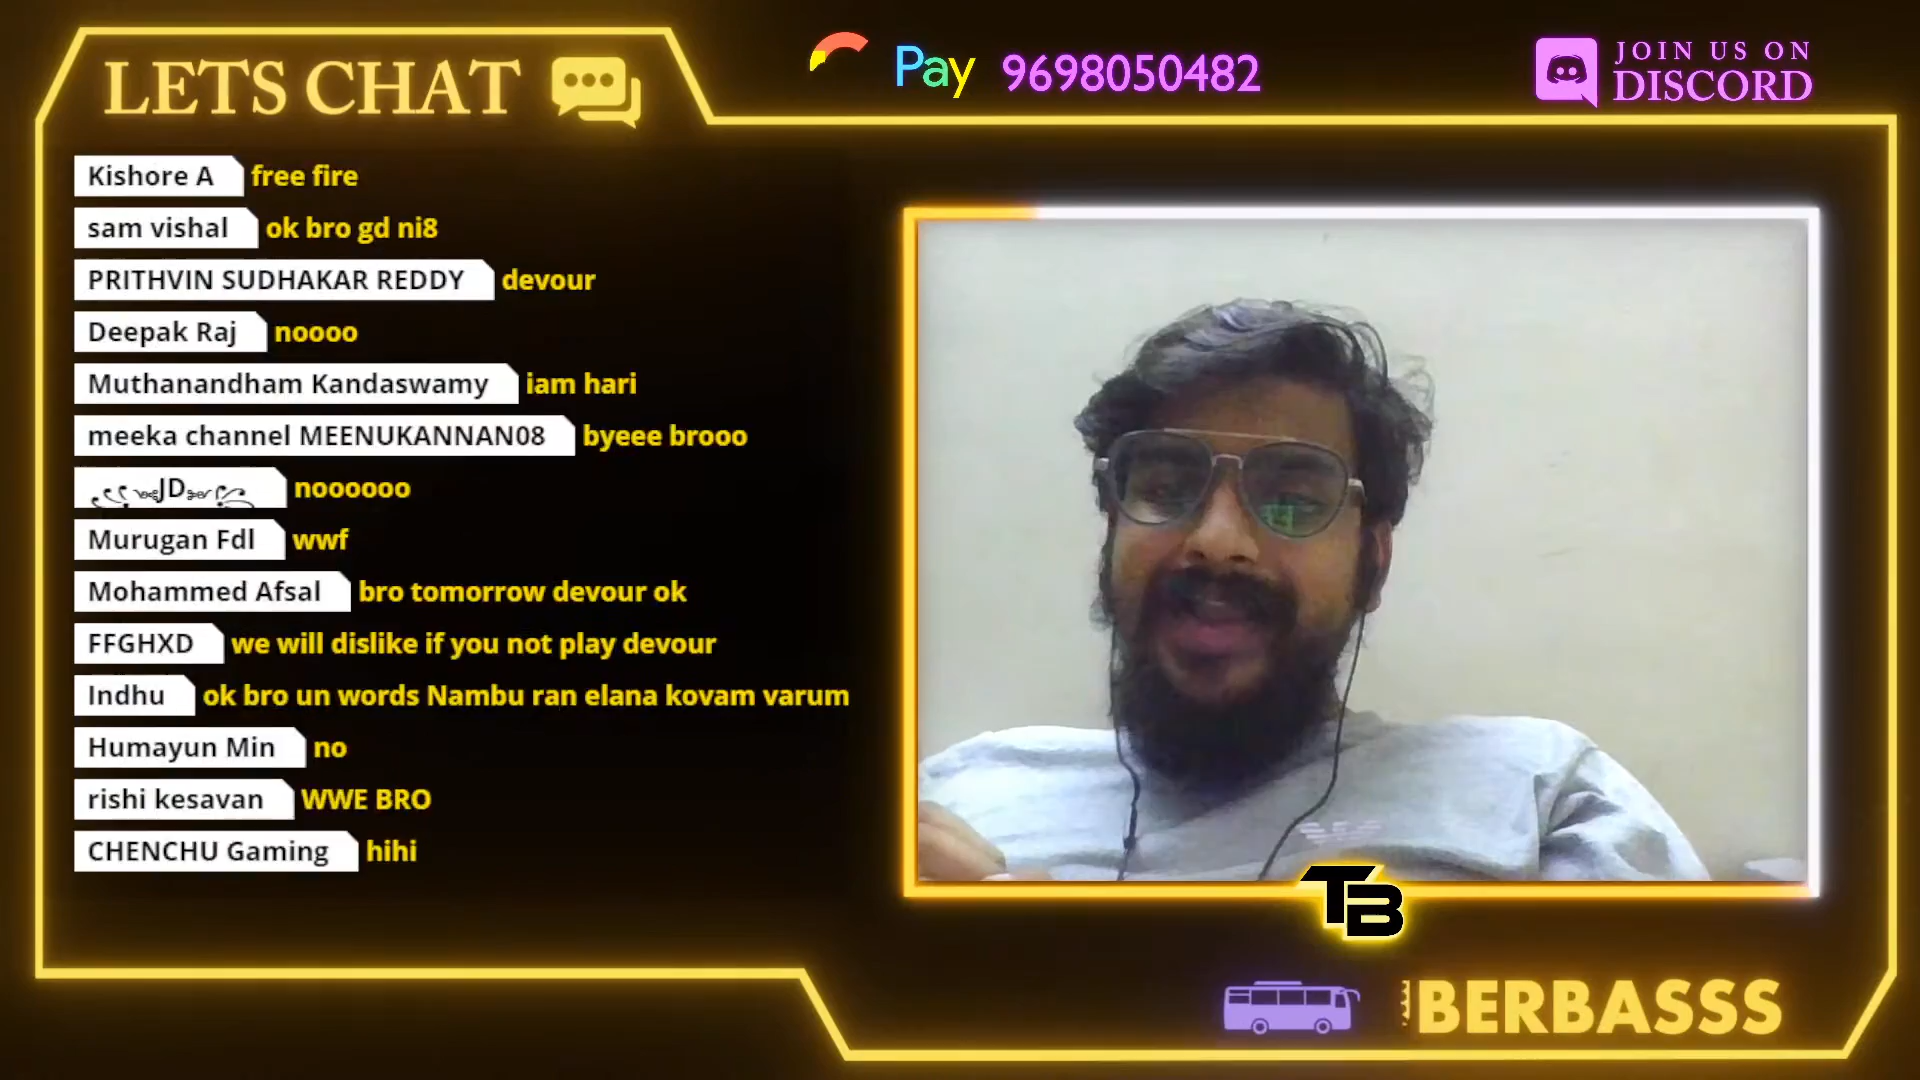 LETS CHAT
Pay 9698050482
JOIN US ON
DISCORD
Kishore A free fire
sam vishal ok bro gd ni8
PRITHVIN SUDHAKAR REDDY devour
Deepak Raj noooo
Muthanandham Kandaswamy iam hari
meeka channel MEENUKANNAN08 byeee brooo
JD noooooo
Murugan Fdl wwf
Mohammed Afsal bro tomorrow devour ok
FFGHXD we will dislike if you not play devour
Indhu ok bro un words Nambu ran elana kovam varum
Humayun Min no
rishi kesavan WWE BRO
CHENCHU Gaming hihi
TB
BERBASSS